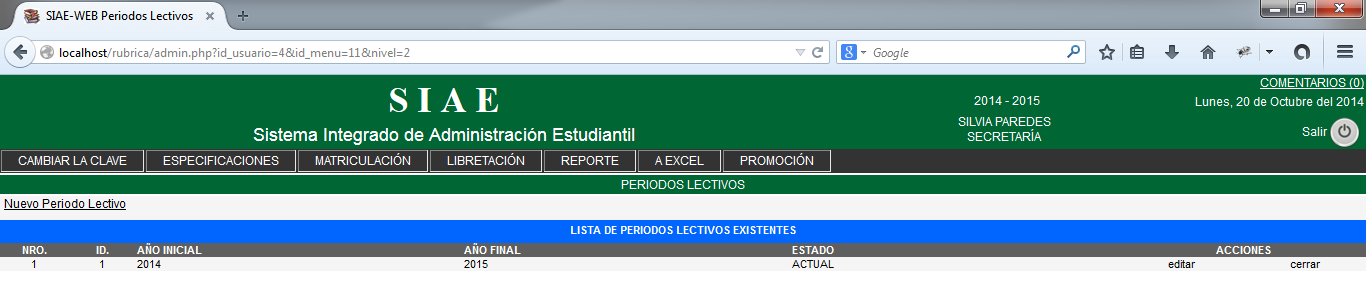 SIAE-WEB Periodos Lectivos
localhost/rubrica/admin.php?id_usuario=4&id_menu=11&nivel=2
Google
COMENTARIOS (0)
S I A E
2014 - 2015
Lunes, 20 de Octubre del 2014
Sistema Integrado de Administración Estudiantil
SILVIA PAREDES
SECRETARÍA
Salir
CAMBIAR LA CLAVE ESPECIFICACIONES MATRICULACIÓN LIBRETACIÓN REPORTE A EXCEL PROMOCIÓN
PERIODOS LECTIVOS
Nuevo Periodo Lectivo
LISTA DE PERIODOS LECTIVOS EXISTENTES
NRO. ID. AÑO INICIAL AÑO FINAL ESTADO ACCIONES
1 1 2014 2015 ACTUAL editar cerrar